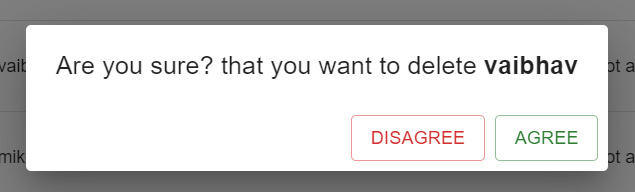 Are you sure? that you want to delete vaibhav
DISAGREE
AGREE